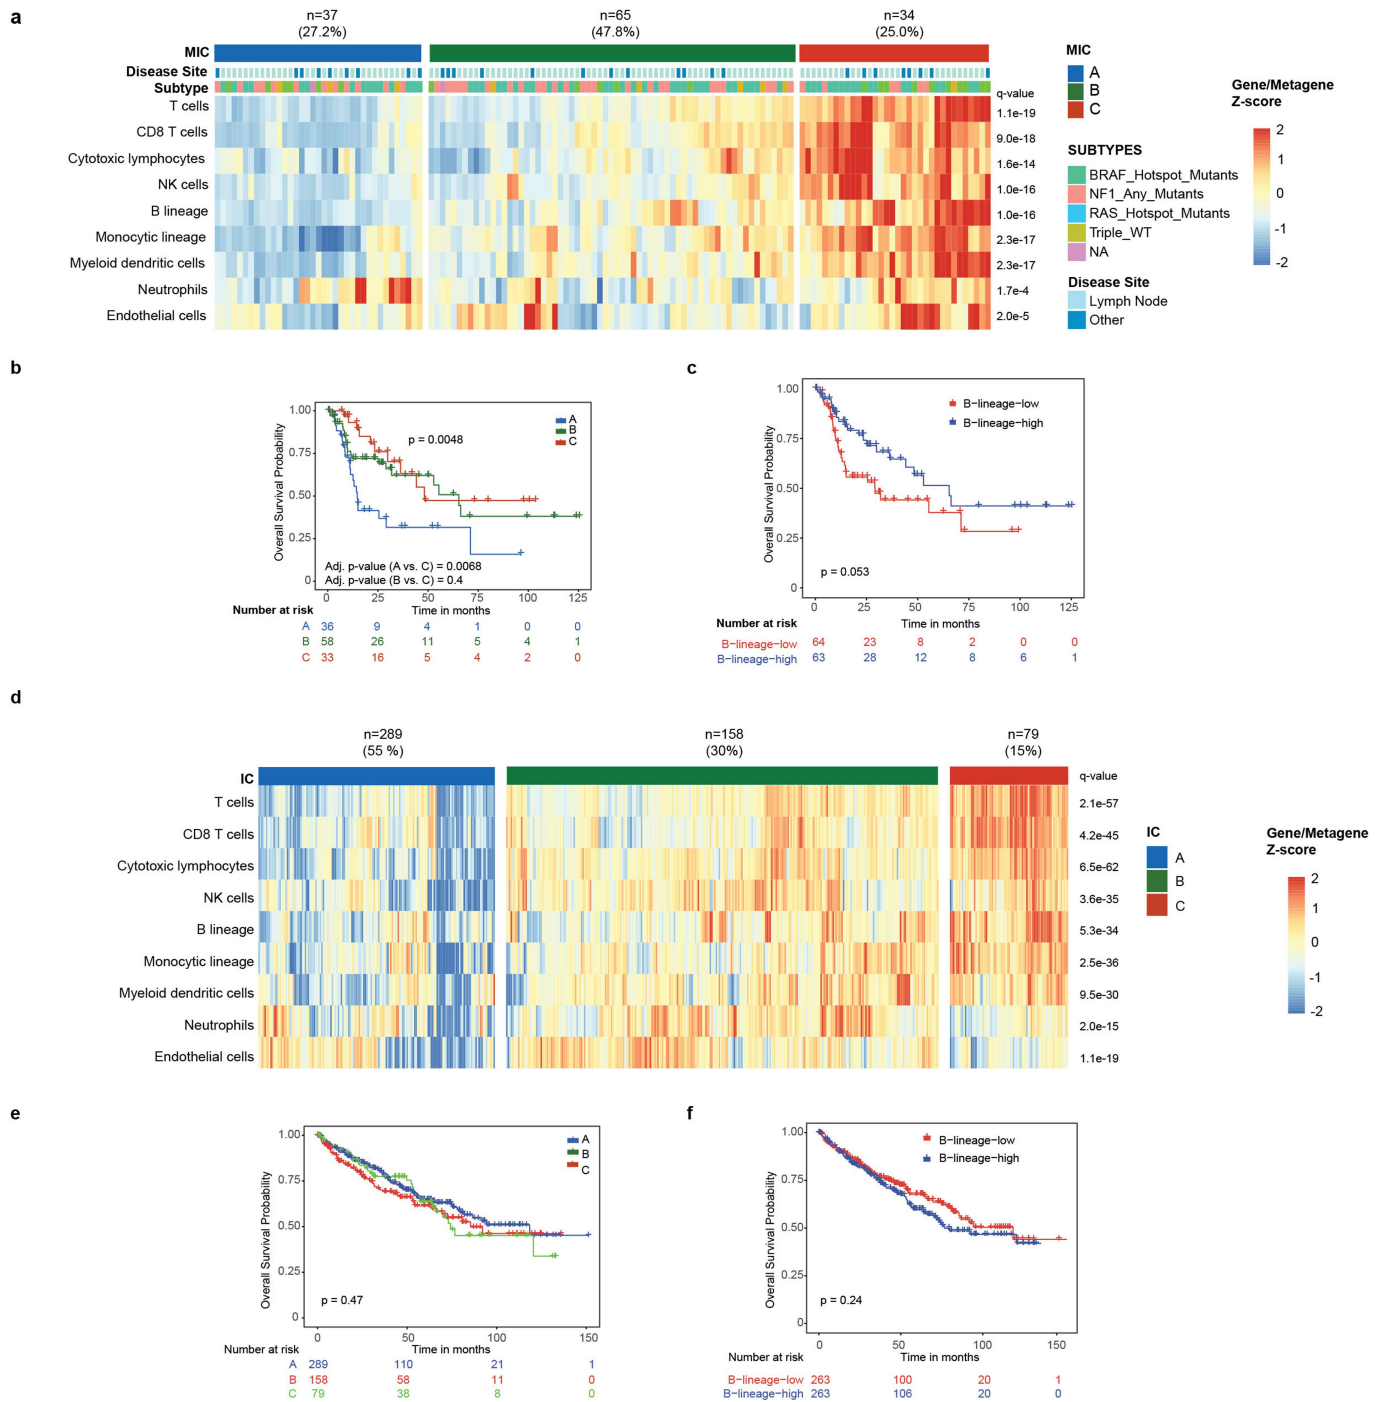 a
n=37
(27.2%)
n=65
(47.8%)
n=34
(25.0%)
MIC
Disease Site
Subtype
q-value
T cells 1.1e-19
CD8 T cells 9.0e-18
Cytotoxic lymphocytes 1.6e-14
NK cells 1.0e-16
B lineage 1.0e-16
Monocytic lineage 2.3e-17
Myeloid dendritic cells 2.3e-17
Neutrophils 1.7e-4
Endothelial cells 2.0e-5
MIC
A
B
C
SUBTYPES
BRAF_Hotspot_Mutants
NF1_Any_Mutants
RAS_Hotspot_Mutants
Triple_WT
NA
Disease Site
Lymph Node
Other
Gene/Metagene
Z-score
2
1
0
-1
-2
b
Overall Survival Probability
1.00
0.75
0.50
0.25
0
A
B
C
p = 0.0048
Adj. p-value (A vs. C) = 0.0068
Adj. p-value (B vs. C) = 0.4
0 25 50 75 100 125
Number at risk
Time in months
A 36 9 4 1 0 0
B 58 26 11 5 4 1
C 33 16 5 4 2 0
c
Overall Survival Probability
1.00
0.75
0.50
0.25
0
B-lineage-low
B-lineage-high
p = 0.053
0 25 50 75 100 125
Number at risk
Time in months
B-lineage-low 64 23 8 2 0 0
B-lineage-high 63 28 12 8 6 1
d
n=289
(55 %)
n=158
(30%)
n=79
(15%)
IC
q-value
T cells 2.1e-57
CD8 T cells 4.2e-45
Cytotoxic lymphocytes 6.5e-62
NK cells 3.6e-35
B lineage 5.3e-34
Monocytic lineage 2.5e-36
Myeloid dendritic cells 9.5e-30
Neutrophils 2.0e-15
Endothelial cells 1.1e-19
IC
A
B
C
Gene/Metagene
Z-score
2
1
0
-1
-2
e
Overall Survival Probability
1.00
0.75
0.50
0.25
0
A
B
C
p = 0.47
0 50 100 150
Number at risk
Time in months
A 289 110 21 1
B 158 58 11 0
C 79 38 8 0
f
Overall Survival Probability
1.00
0.75
0.50
0.25
0
B-lineage-low
B-lineage-high
p = 0.24
0 50 100 150
Number at risk
Time in months
B-lineage-low 263 100 20 1
B-lineage-high 263 106 20 0